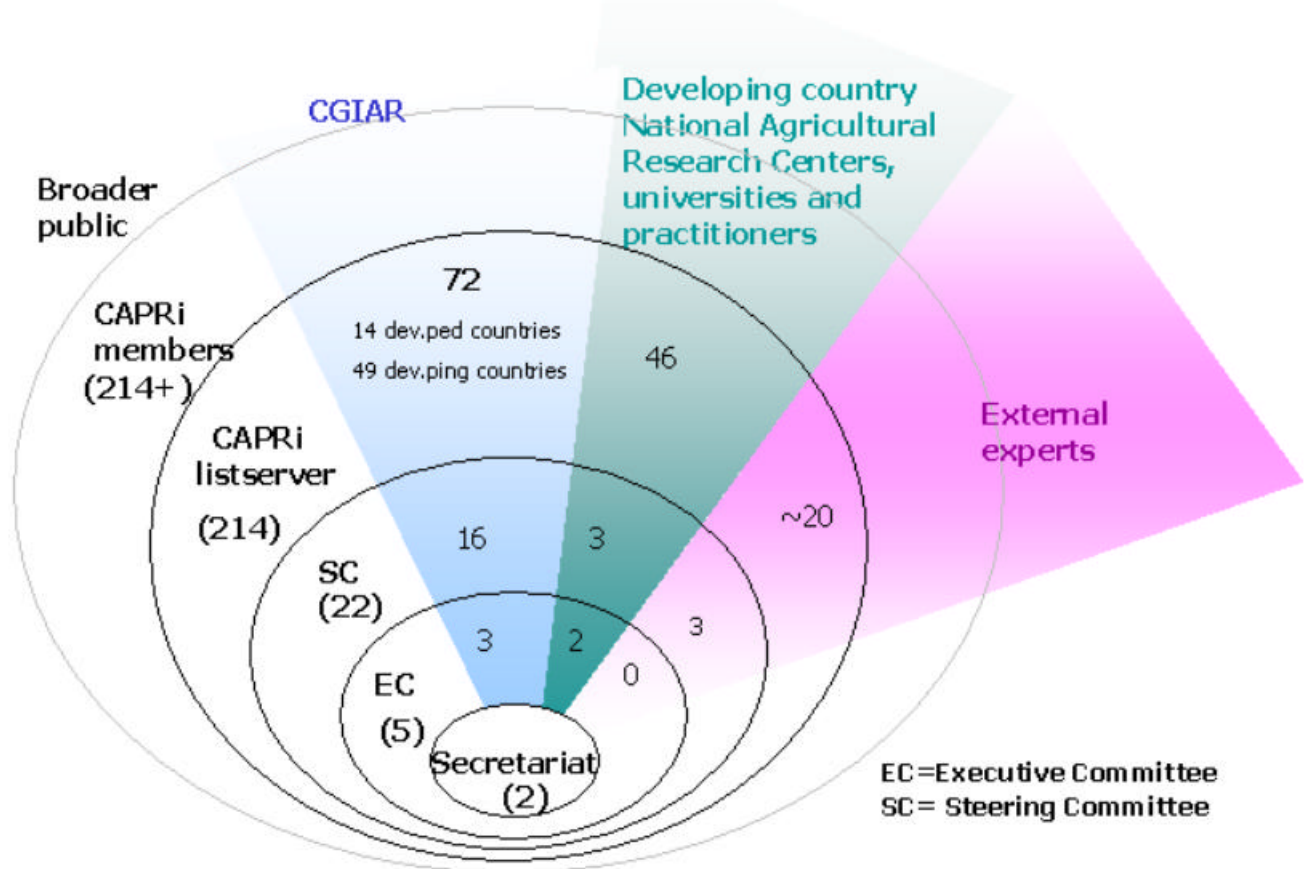 CGIAR
Developing country
National Agricultural
Research Centers,
universities and
practitioners
Broader
public
72
14 dev.ped countries
49 dev.ping countries
CAPRi
members
(214+)
46
External
experts
CAPRi
listserver
(214)
~20
16
3
SC
(22)
3
2
3
0
EC
(5)
Secretariat
(2)
EC=Executive Committee
SC= Steering Committee